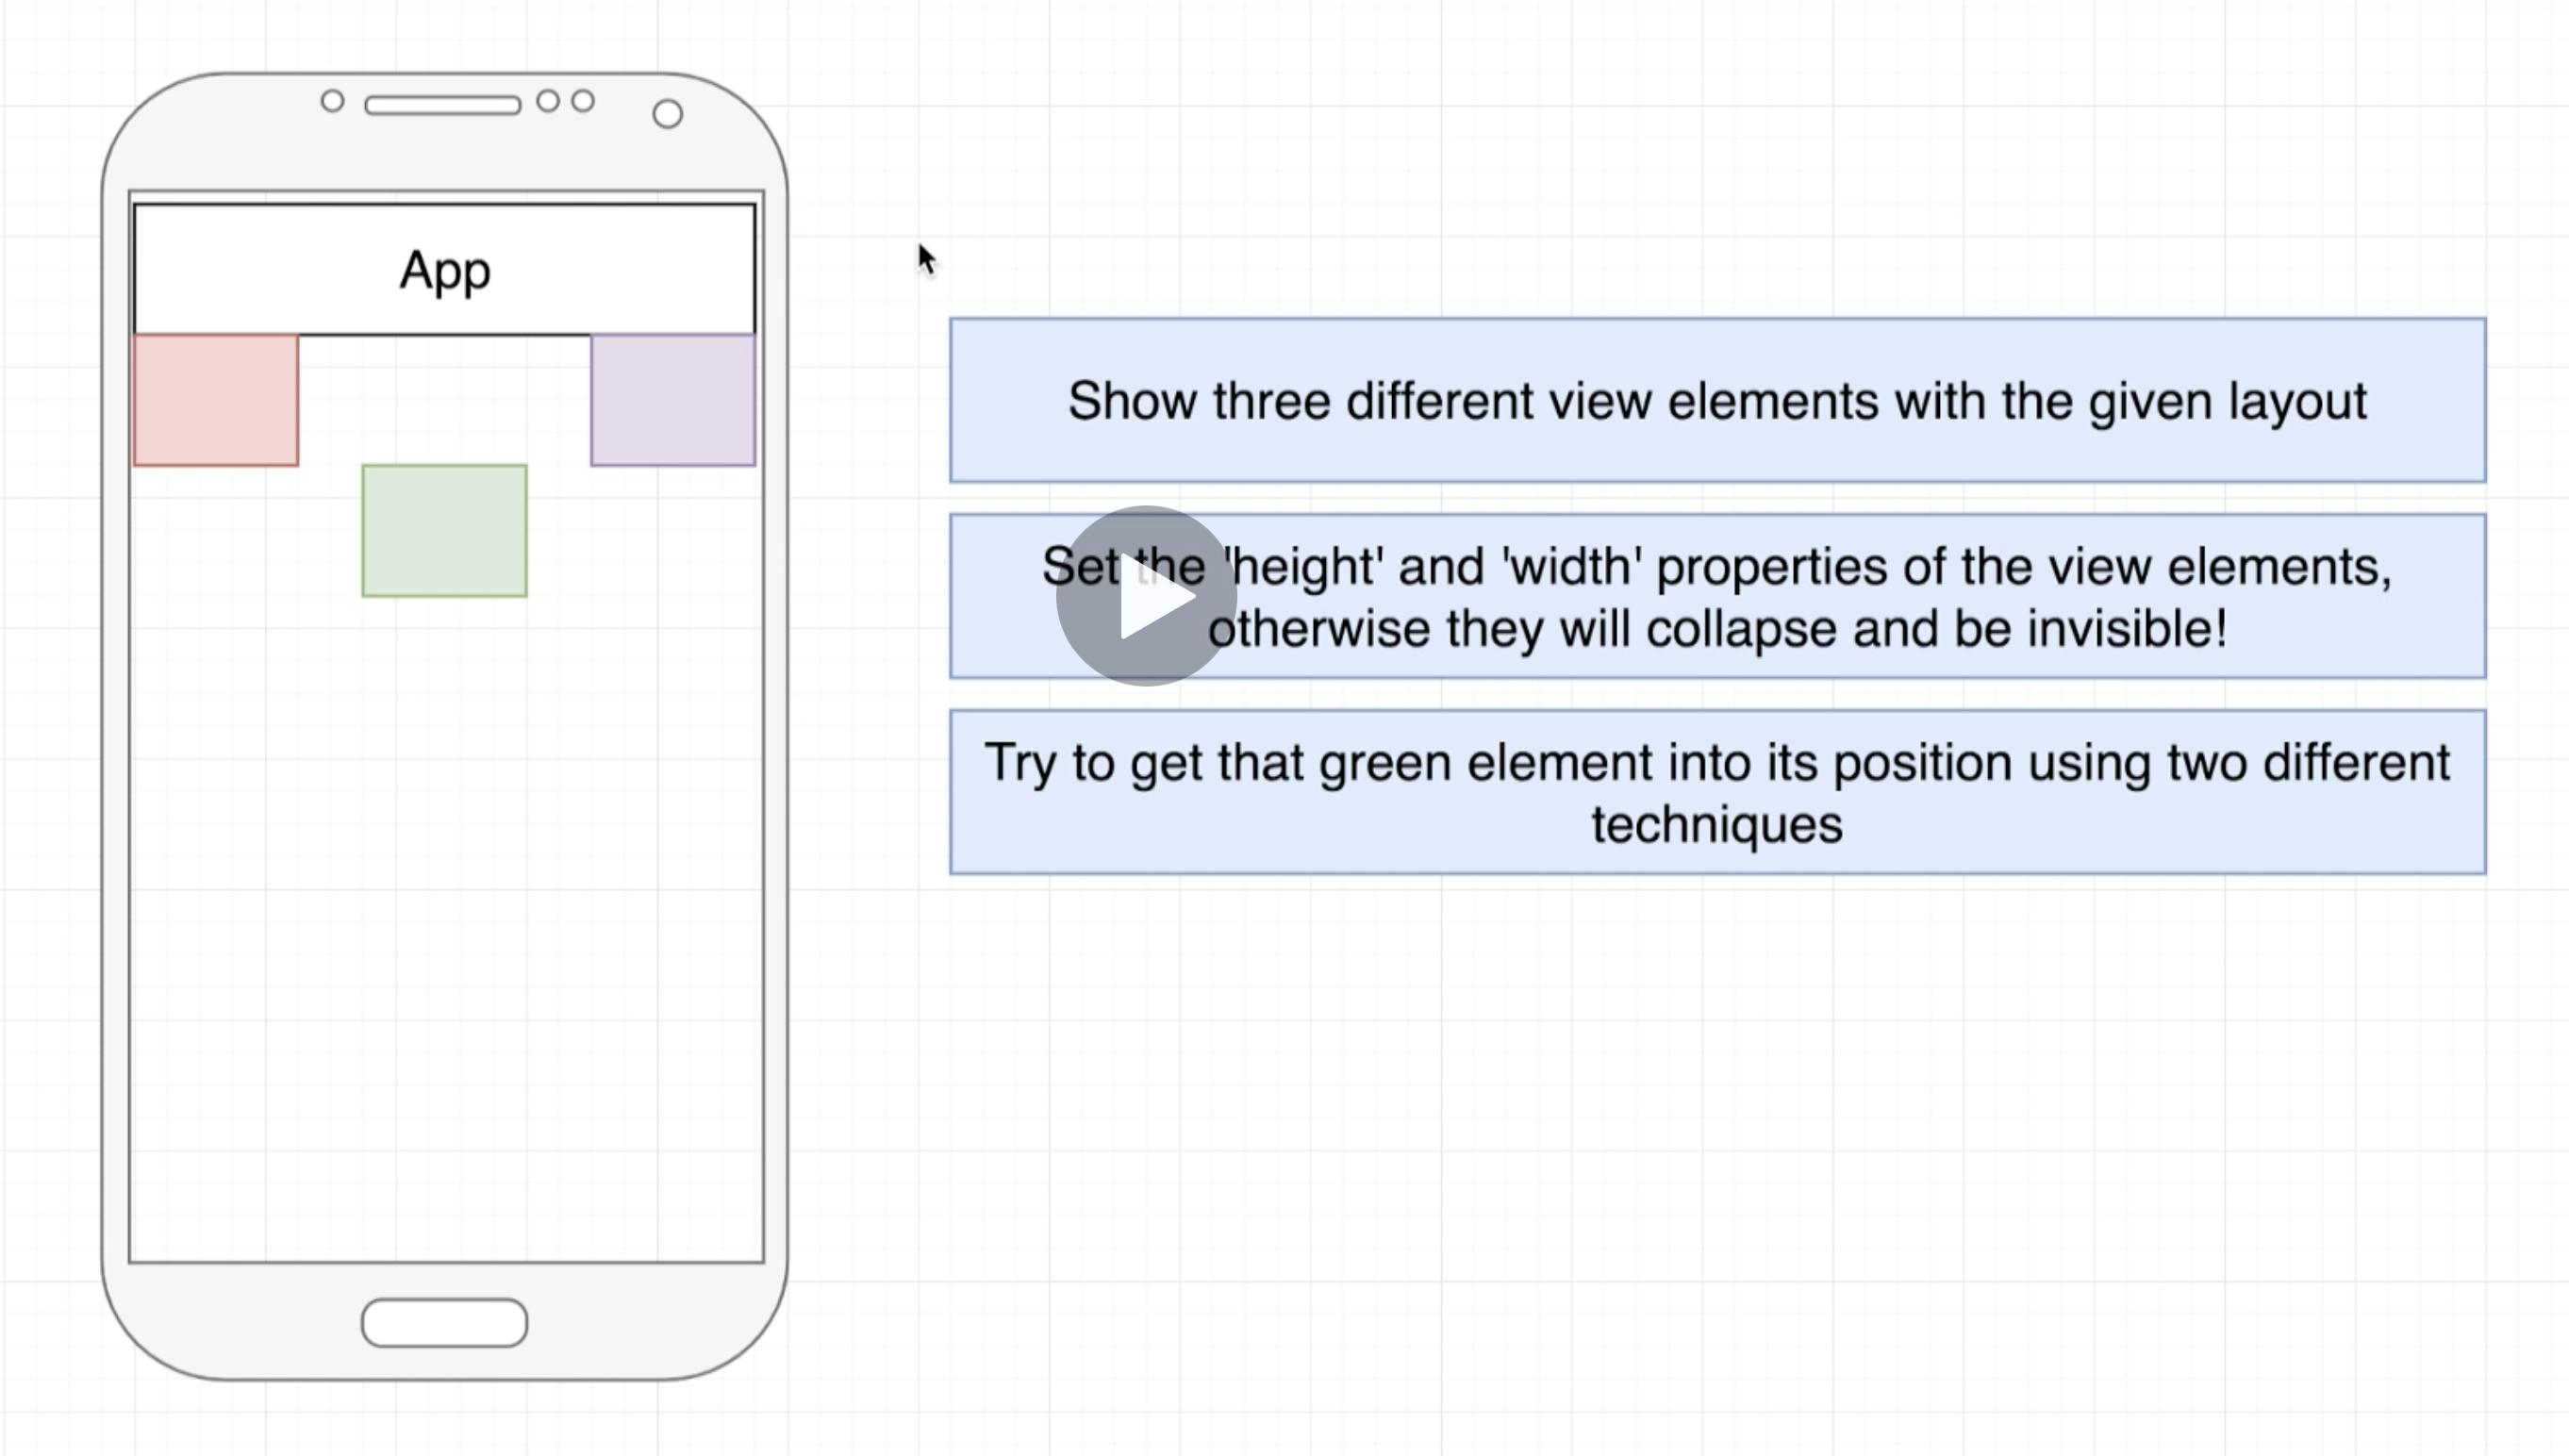 App
Show three different view elements with the given layout
Set the 'height' and 'width' properties of the view elements,
otherwise they will collapse and be invisible!
Try to get that green element into its position using two different
techniques